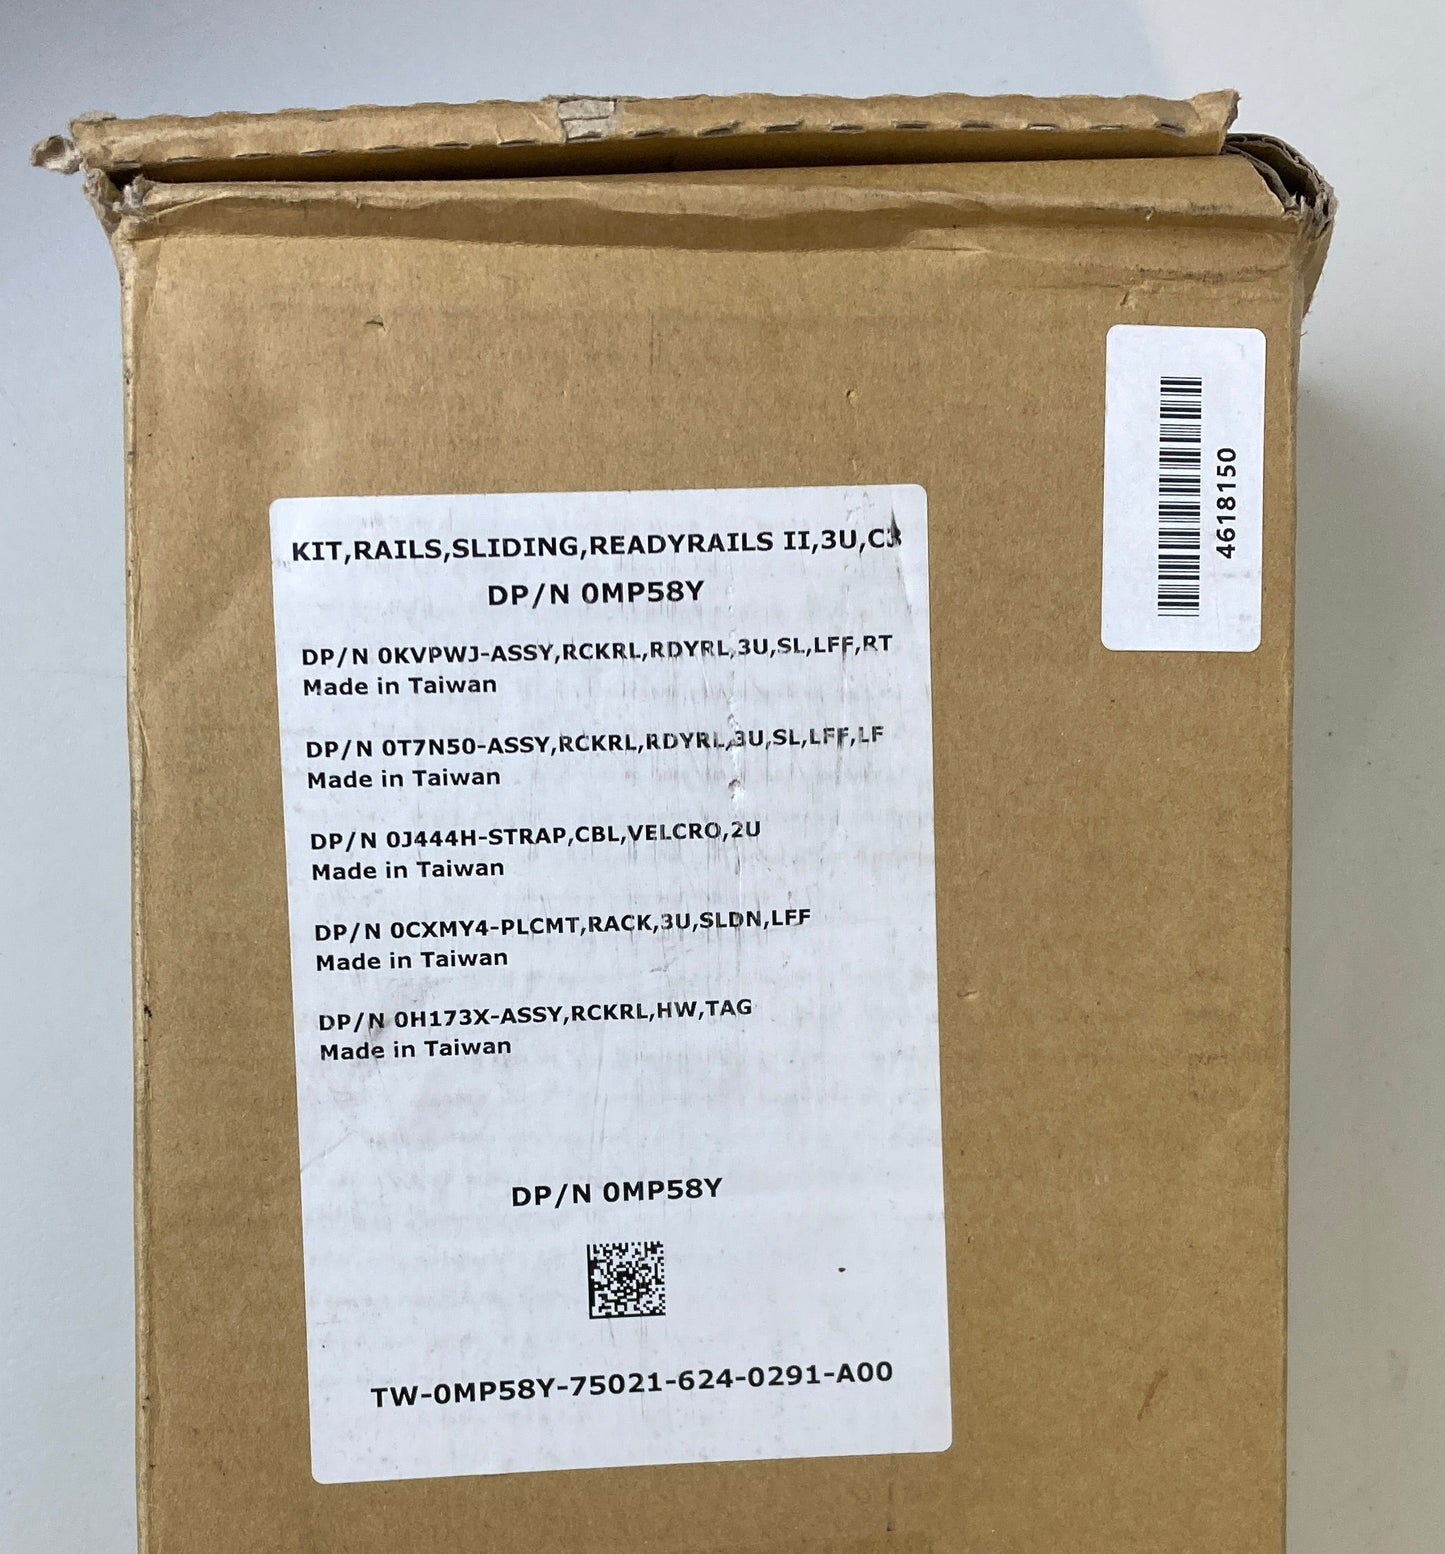 KIT,RAILS,SLIDING,READYRAILS II,3U,C3
DP/N 0MP58Y
DP/N 0KVPWJ-ASSY,RCKRL,RDYRL,3U,SL,LFF,RT
Made in Taiwan
DP/N 0T7N50-ASSY,RCKRL,RDYRL,3U,SL,LFF,LF
Made in Taiwan
DP/N 0J444H-STRAP,CBL,VELCRO,2U
Made in Taiwan
DP/N 0CXMY4-PLCMT,RACK,3U,SLDN,LFF
Made in Taiwan
DP/N 0H173X-ASSY,RCKRL,HW,TAG
Made in Taiwan
DP/N 0MP58Y
TW-0MP58Y-75021-624-0291-A00
4618150